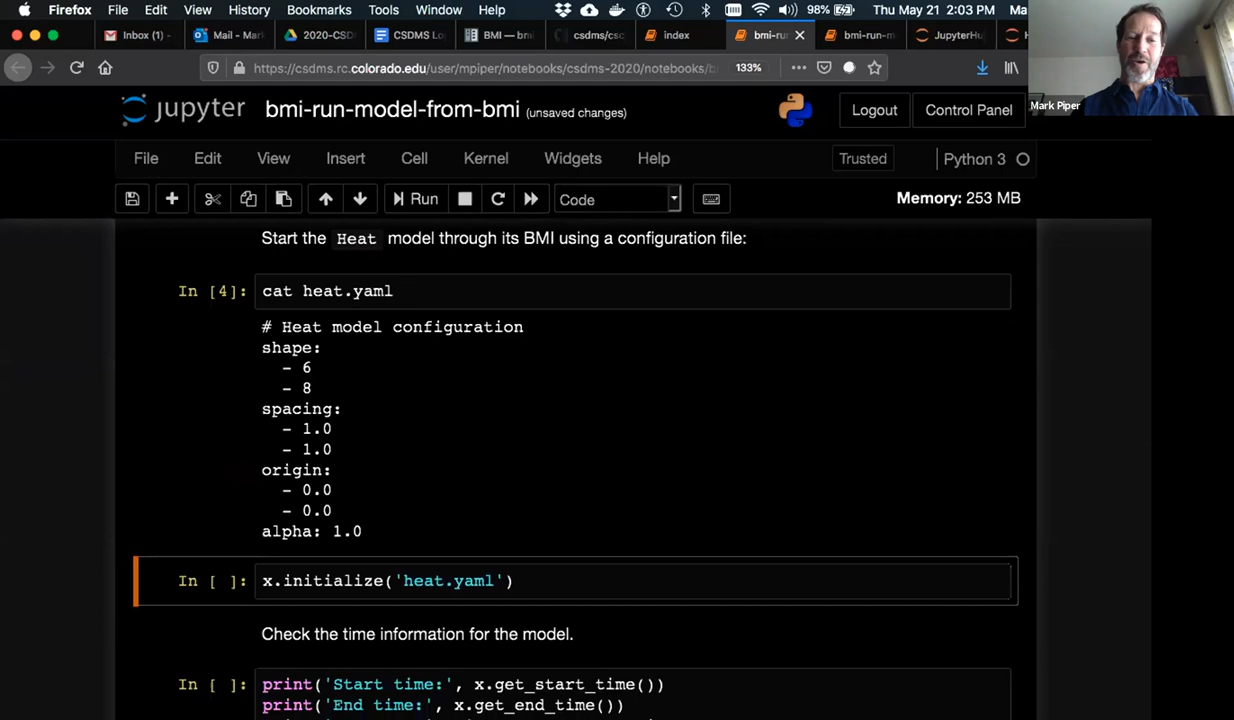 Firefox File Edit View History Bookmarks Tools Window Help 98% Thu May 21 2:03 PM Ma
Inbox (1) - Mail - Mark 2020-CSD CSDMS Lo BMI — bmi csdms/csd index bmi-run bmi-run-m JupyterHu H
https://csdms.rc.colorado.edu/user/mpiper/notebooks/csdms-2020/notebooks/b 133%
Mark Piper
jupyter bmi-run-model-from-bmi (unsaved changes) Logout Control Panel
File Edit View Insert Cell Kernel Widgets Help Trusted Python 3
Run Code Memory: 253 MB
Start the Heat model through its BMI using a configuration file:
In [4]: cat heat.yaml
# Heat model configuration
shape:
- 6
- 8
spacing:
- 1.0
- 1.0
origin:
- 0.0
- 0.0
alpha: 1.0
In [ ]: x.initialize('heat.yaml')
Check the time information for the model.
In [ ]: print('Start time:', x.get_start_time())
print('End time:', x.get_end_time())